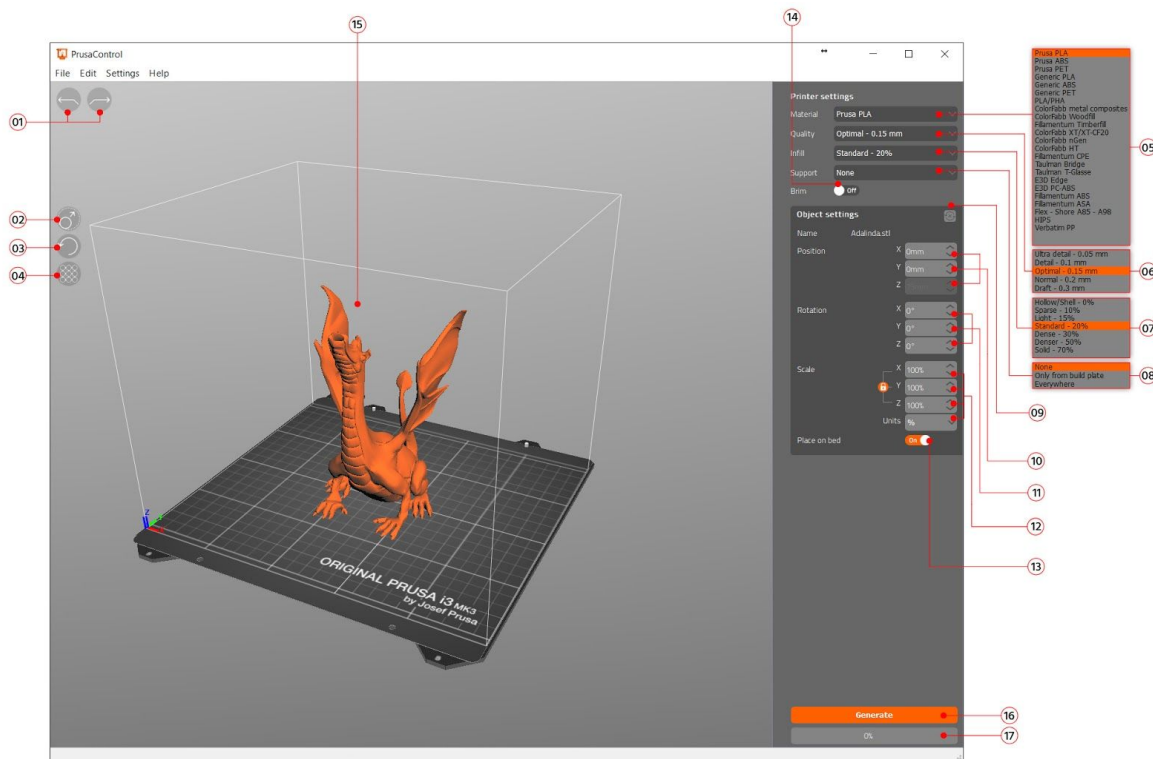 15
14
PrusaControl
File Edit Settings Help
01
02
03
04
Z
ORIGINAL PRUSA i3 MK3
by Josef Prusa
Printer settings
Material Prusa PLA
Quality Optimal - 0.15 mm
Infill Standard - 20%
Support None
Brim Off
Object settings
Name Adalinda.stl
Position X 0mm
Y 0mm
Z
Rotation X 0°
Y 0°
Z 0°
Scale X 100%
Y 100%
Z 100%
Units %
Place on bed On
Generate
0%
Prusa PLA
Prusa ABS
Prusa PET
Generic PLA
Generic ABS
Generic PET
PLA/PHA
ColorFabb metal composites
ColorFabb Woodfill
Fillamentum Timberfill
ColorFabb XT/XT-CF20
ColorFabb nGen
ColorFabb HT
Fillamentum CPE
Taulman Bridge
Taulman T-Glasse
E3D Edge
E3D PC-ABS
Fillamentum ABS
Fillamentum ASA
Flex - Shore A85 - A98
HIPS
Verbatim PP
05
Ultra detail - 0.05 mm
Detail - 0.1 mm
Optimal - 0.15 mm
Normal - 0.2 mm
Draft - 0.3 mm
06
Hollow/Shell - 0%
Sparse - 10%
Light - 15%
Standard - 20%
Dense - 30%
Denser - 50%
Solid - 70%
07
None
Only from build plate
Everywhere
08
09
10
11
12
13
16
17